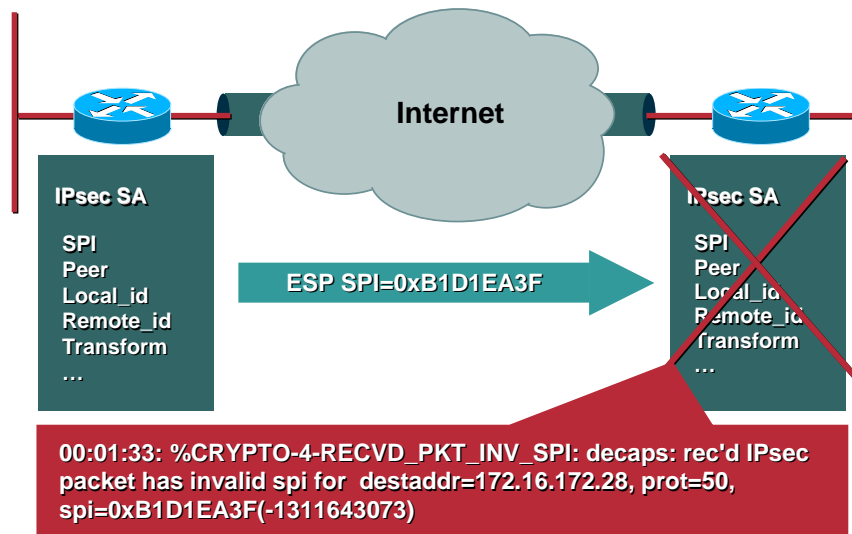 Internet
IPsec SA
SPI
Peer
Local_id
Remote_id
Transform
…
ESP SPI=0xB1D1EA3F
IPsec SA
SPI
Peer
Local_id
Remote_id
Transform
…
00:01:33: %CRYPTO-4-RECVD_PKT_INV_SPI: decaps: rec'd IPsec
packet has invalid spi for  destaddr=172.16.172.28, prot=50,
spi=0xB1D1EA3F(-1311643073)